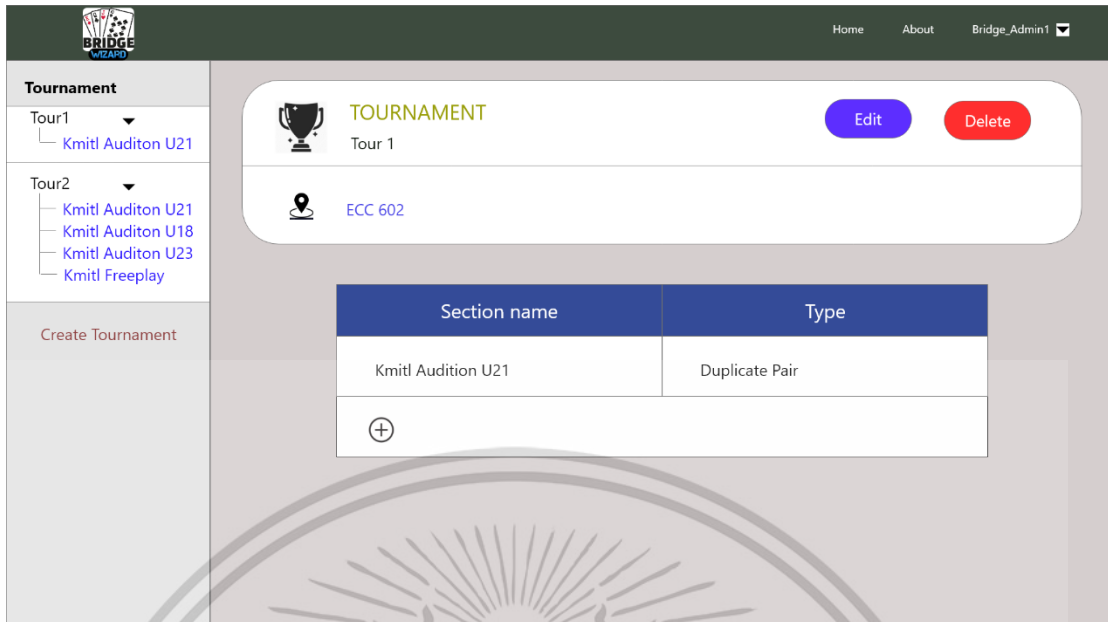 BRIDGE
WIZARD
Home About Bridge_Admin1
Tournament
Tour1
Kmitl Auditon U21
Tour2
Kmitl Auditon U21
Kmitl Auditon U18
Kmitl Auditon U23
Kmitl Freeplay
Create Tournament
TOURNAMENT
Tour 1
Edit
Delete
ECC 602
Section name Type
Kmitl Audition U21 Duplicate Pair